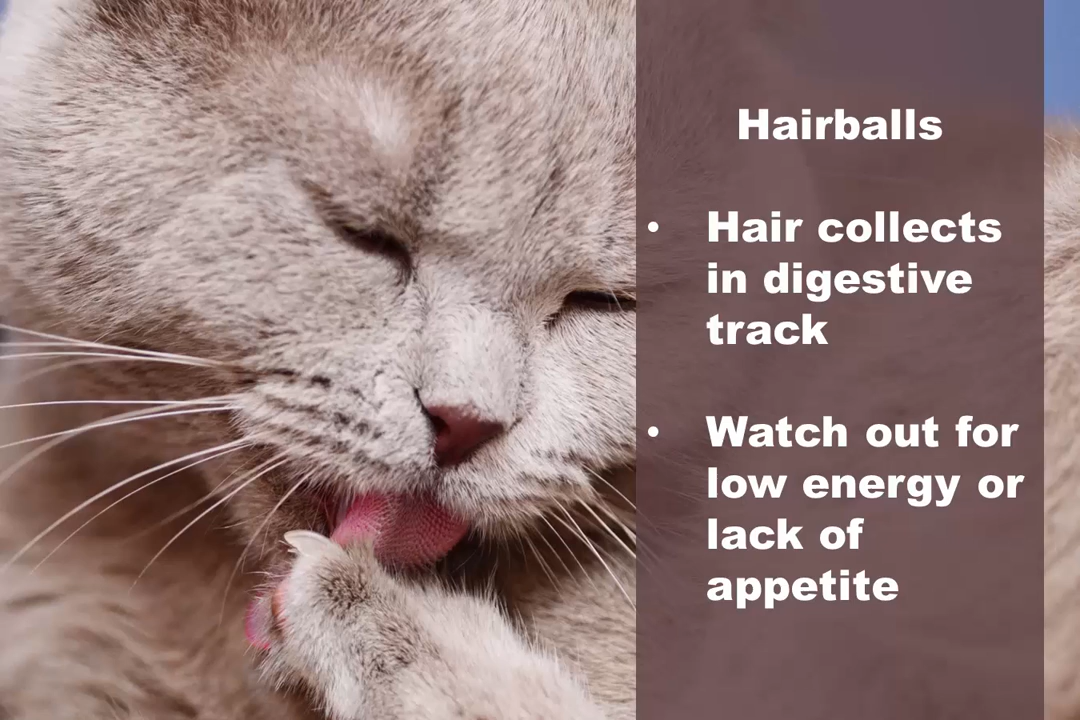 Hairballs
• Hair collects
in digestive
track
• Watch out for
low energy or
lack of
appetite